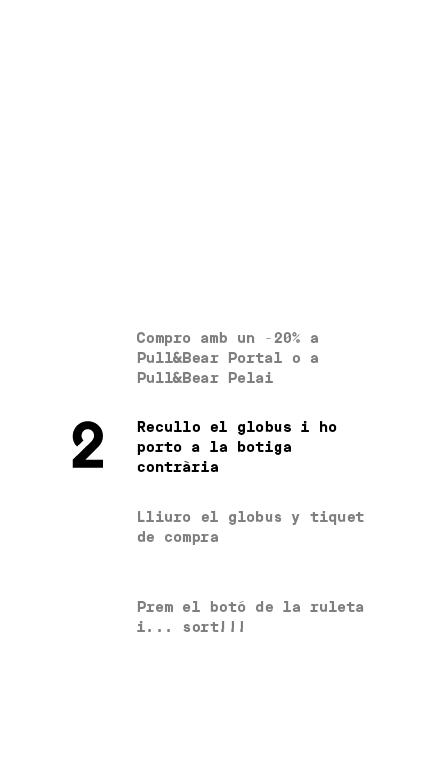 Compro amb un -20% a
Pull&Bear Portal o a
Pull&Bear Pelai
2
Recullo el globus i ho
porto a la botiga
contrària
Lliuro el globus y tiquet
de compra
Prem el botó de la ruleta
i... sort!!!